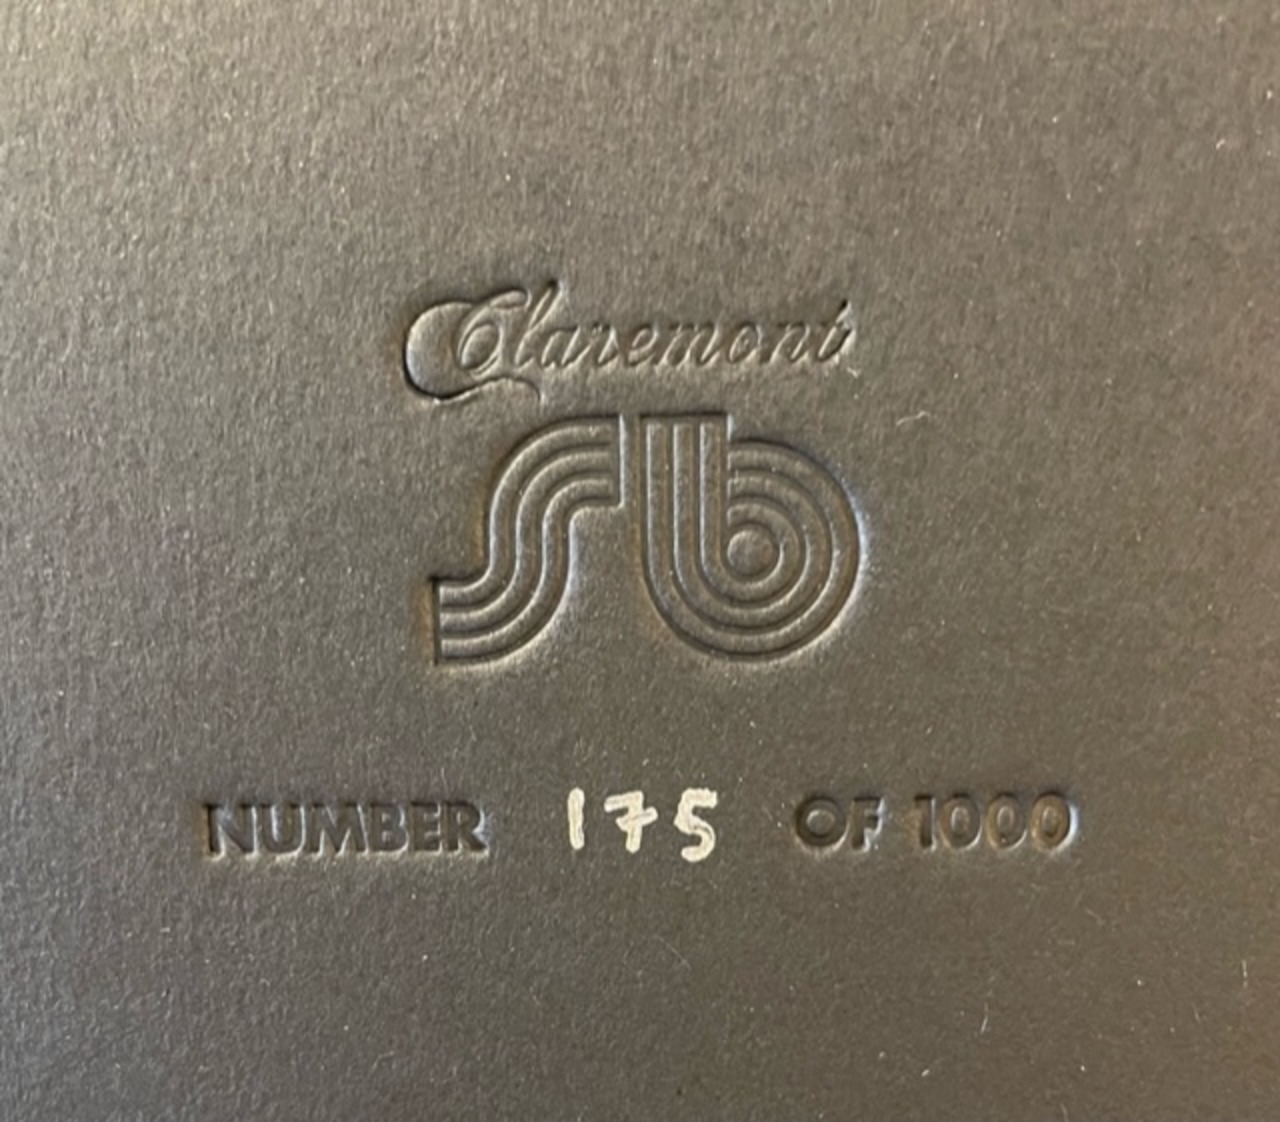 Claremont
sb
NUMBER 175 OF 1000